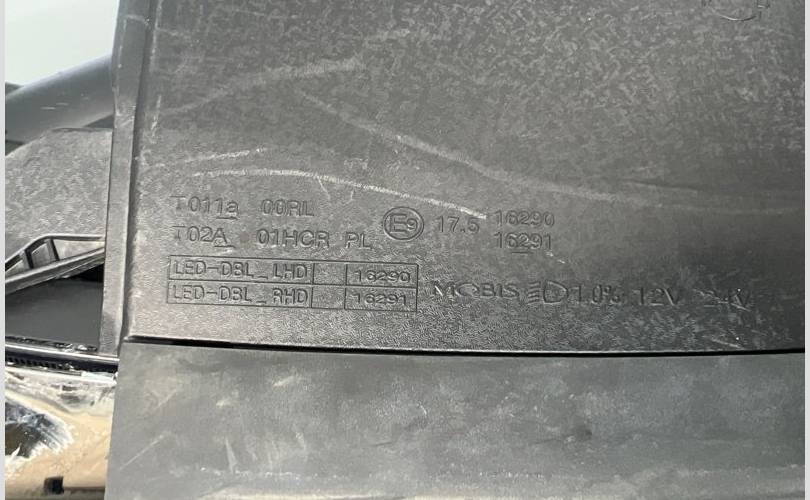 T011a 00RL
T02A 01HCR PL
E9 17.5 16290
16291
LED-DBL_LHD 16290
LED-DBL_RHD 16291
MOBIS 1.0% 12V 24V